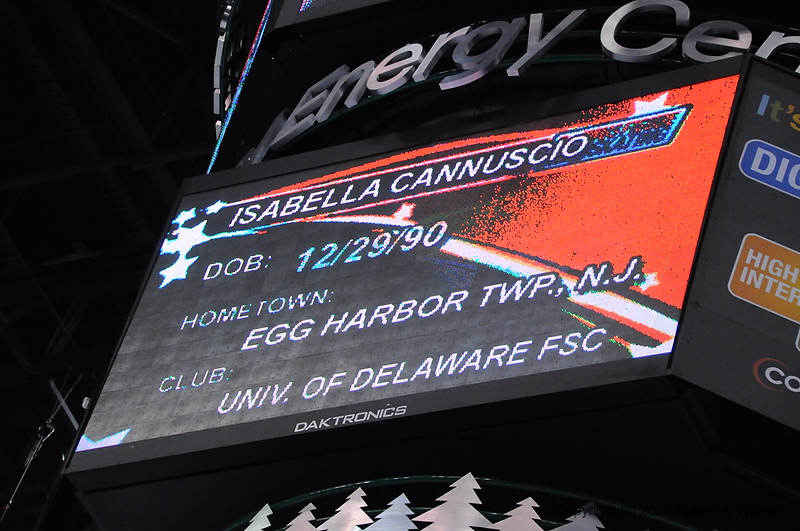 Energy Cen
ISABELLA CANNUSCIO
DOB: 12/29/90
HOMETOWN:
EGG HARBOR TWP., N.J.
CLUB:
UNIV. OF DELAWARE FSC
DAKTRONICS
It's
DIG
HIGH
INTER
CO